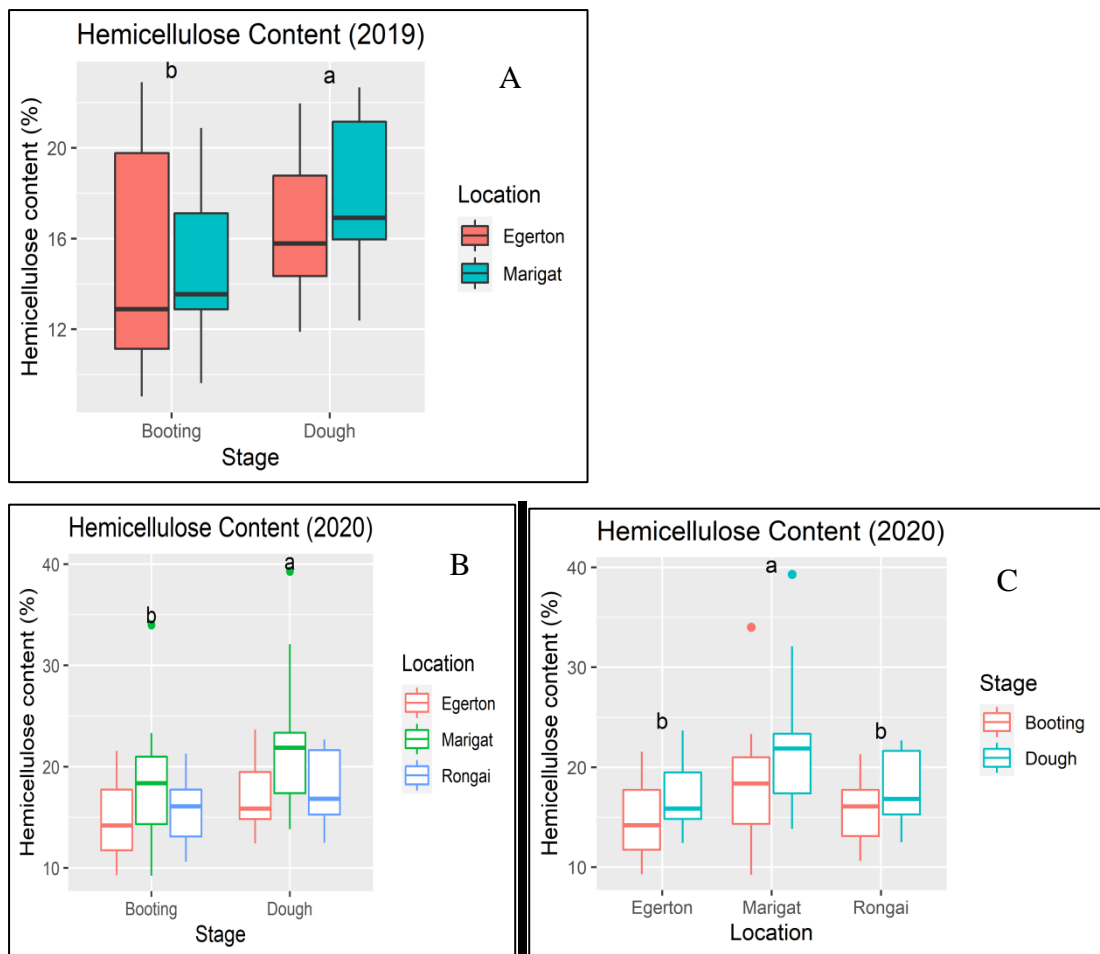 Hemicellulose Content (2019)
A
b
a
Hemicellulose content (%)
20
16
12
Booting
Dough
Stage
Location
Egerton
Marigat
Hemicellulose Content (2020)
B
a
b
Hemicellulose content (%)
40
30
20
10
Booting
Dough
Stage
Location
Egerton
Marigat
Rongai
Hemicellulose Content (2020)
C
a
b
b
Hemicellulose content (%)
40
30
20
10
Egerton
Marigat
Rongai
Location
Stage
Booting
Dough